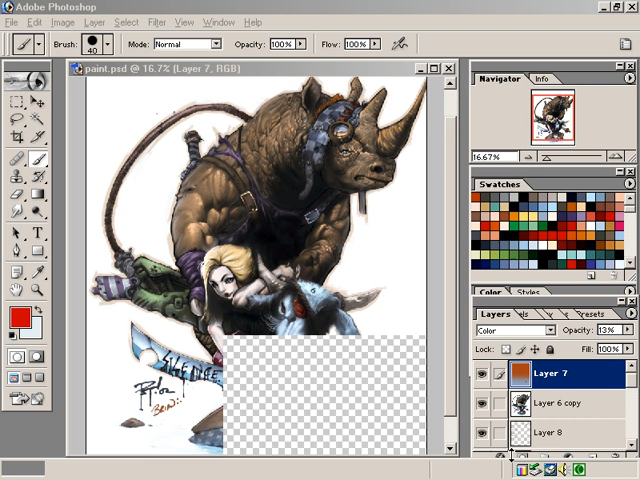 Adobe Photoshop
File Edit Image Layer Select Filter View Window Help
Brush: 40 Mode: Normal Opacity: 100% Flow: 100%
paint.psd @ 16.7% (Layer 7, RGB)
Navigator Info
16.67%
Swatches
Color Styles
Layers Presets
Color Opacity: 13%
Lock: Fill: 100%
Layer 7
Layer 6 copy
Layer 8